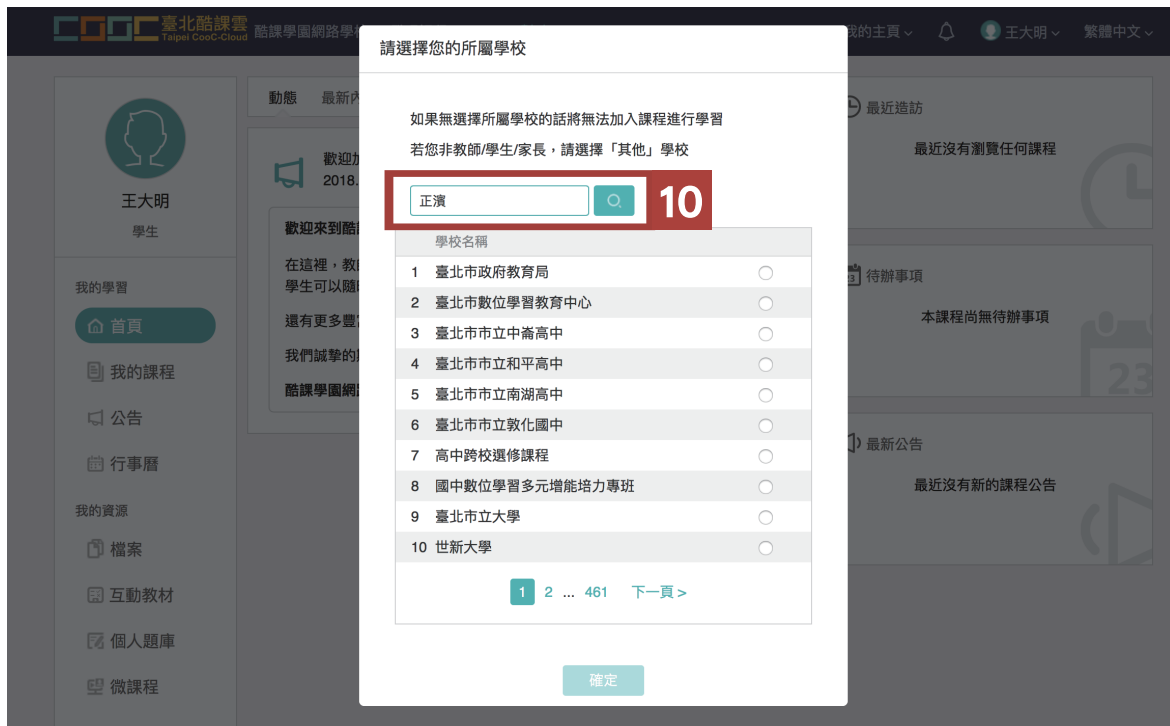 臺北酷課雲
Taipei CooC-Cloud
酷課學園網路學
我的主頁
王大明
繁體中文
王大明
學生
我的學習
首頁
我的課程
公告
行事曆
我的資源
檔案
互動教材
個人題庫
微課程
動態 最新
歡迎
2018.
歡迎來到酷
在這裡，教
學生可以隨
還有更多豐
我們誠摯的
酷課學園網
請選擇您的所屬學校
如果無選擇所屬學校的話將無法加入課程進行學習
若您非教師/學生/家長，請選擇「其他」學校
正濱
10
學校名稱
1 臺北市政府教育局
2 臺北市數位學習教育中心
3 臺北市市立中崙高中
4 臺北市市立和平高中
5 臺北市市立南湖高中
6 臺北市市立敦化國中
7 高中跨校選修課程
8 國中數位學習多元增能培力專班
9 臺北市立大學
10 世新大學
1 2 ... 461 下一頁 >
確定
最近造訪
最近沒有瀏覽任何課程
待辦事項
本課程尚無待辦事項
23
最新公告
最近沒有新的課程公告